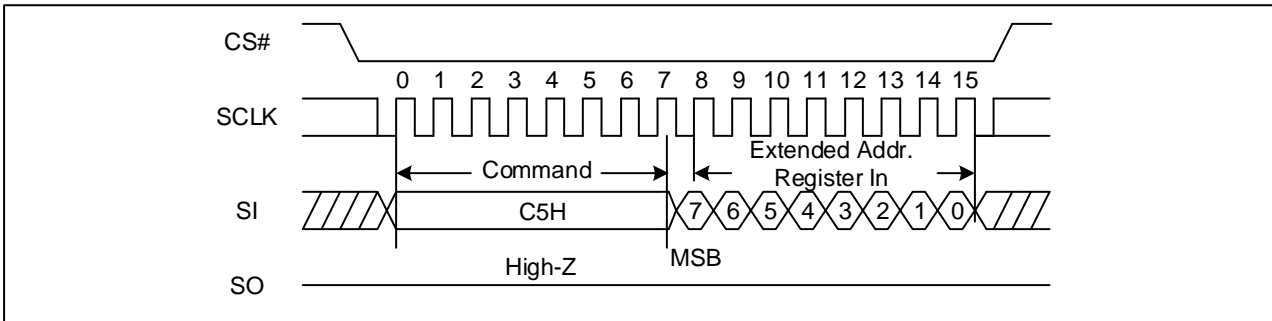 CS#
0 1 2 3 4 5 6 7 8 9 10 11 12 13 14 15
SCLK
Command
Extended Addr.
Register In
SI
C5H
7 6 5 4 3 2 1 0
High-Z
MSB
SO